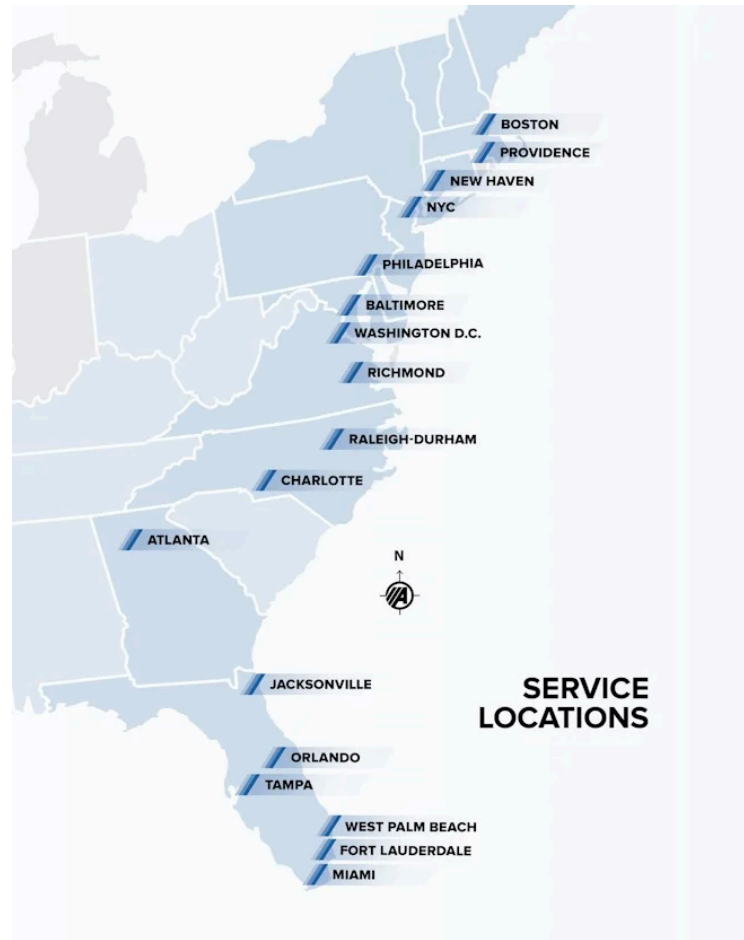 BOSTON
PROVIDENCE
NEW HAVEN
NYC
PHILADELPHIA
BALTIMORE
WASHINGTON D.C.
RICHMOND
RALEIGH-DURHAM
CHARLOTTE
ATLANTA
N
A
JACKSONVILLE
SERVICE
LOCATIONS
ORLANDO
TAMPA
WEST PALM BEACH
FORT LAUDERDALE
MIAMI